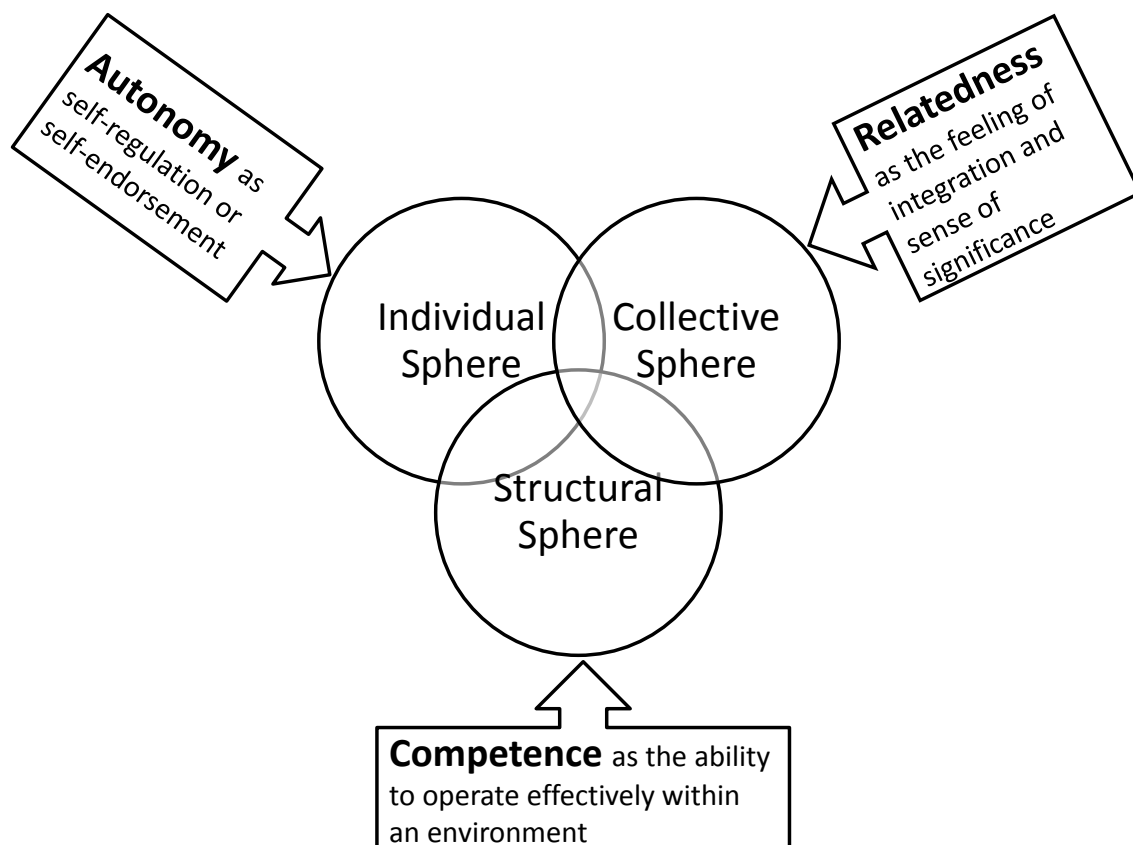 Autonomy as
self-regulation or
self-endorsement
Relatedness
as the feeling of
integration and
sense of
significance
Individual
Sphere
Collective
Sphere
Structural
Sphere
Competence as the ability
to operate effectively within
an environment